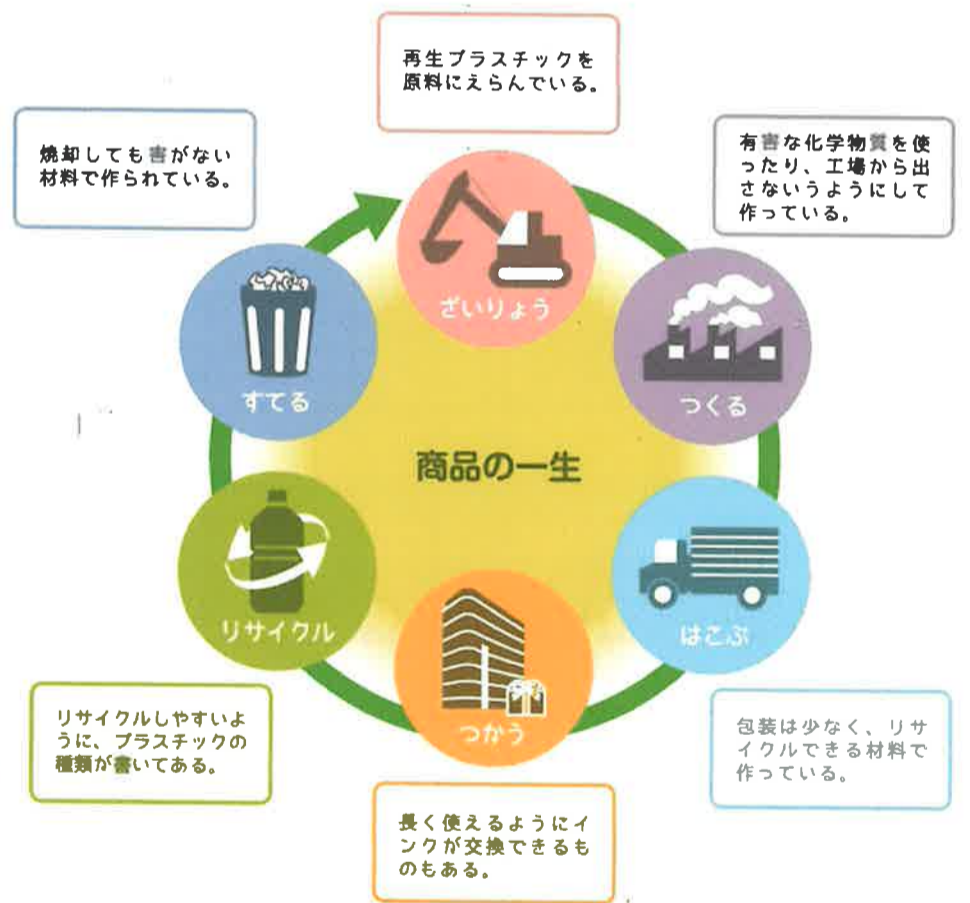 再生プラスチックを
原料にえらんでいる。
焼却しても害がない
材料で作られている。
有害な化学物質を使
ったり、工場から出
さないうようにして
作っている。
ざいりょう
すてる
つくる
商品の一生
リサイクル
はこぶ
つかう
リサイクルしやすいよ
うに、プラスチックの
種類が書いてある。
包装は少なく、リサ
イクルできる材料で
作っている。
長く使えるようにイ
ンクが交換できるも
のもある。